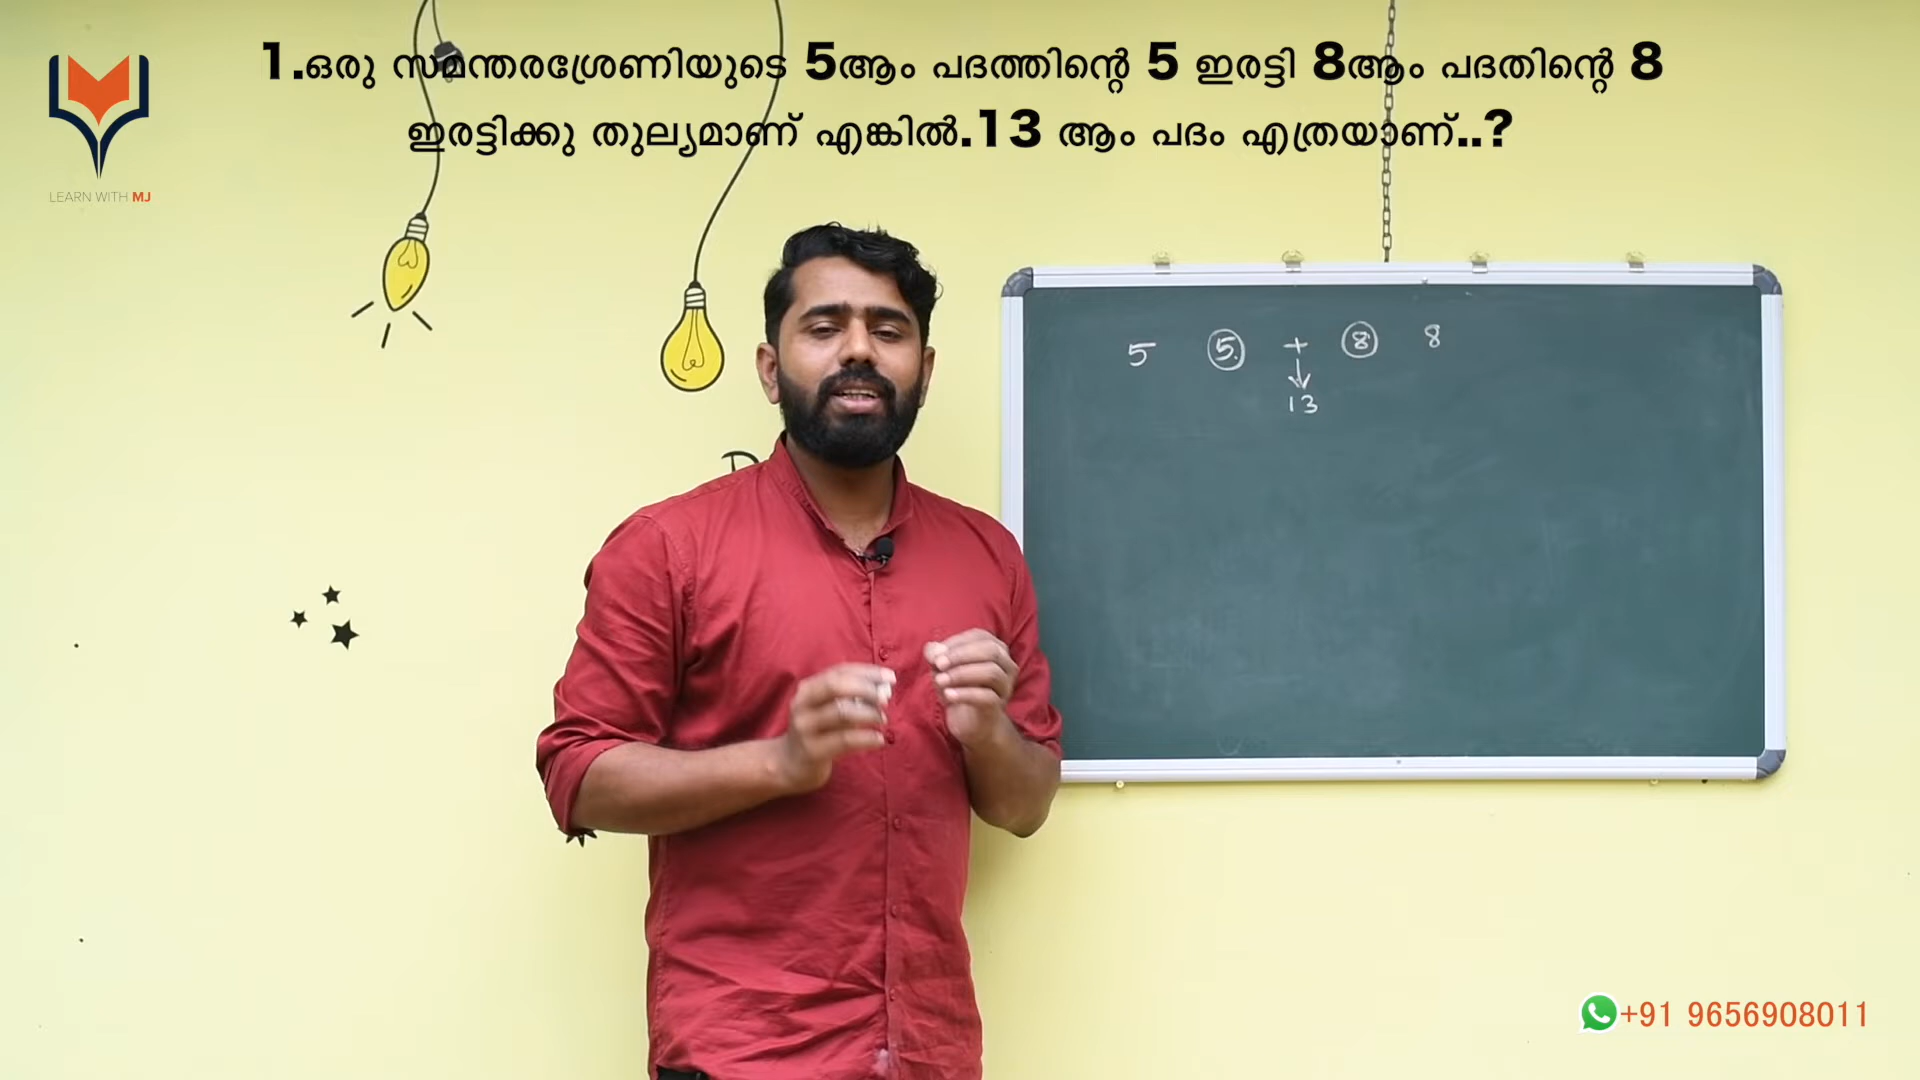 1.ഒരു സമന്തരശ്രേണിയുടെ 5ആം പദത്തിന്റെ 5 ഇരട്ടി 8ആം പദതിന്റെ 8
ഇരട്ടിക്കു തുല്യമാണ് എങ്കിൽ.13 ആം പദം എത്രയാണ്..?
LEARN WITH MJ
5 5. + 8 8
13
+91 9656908011